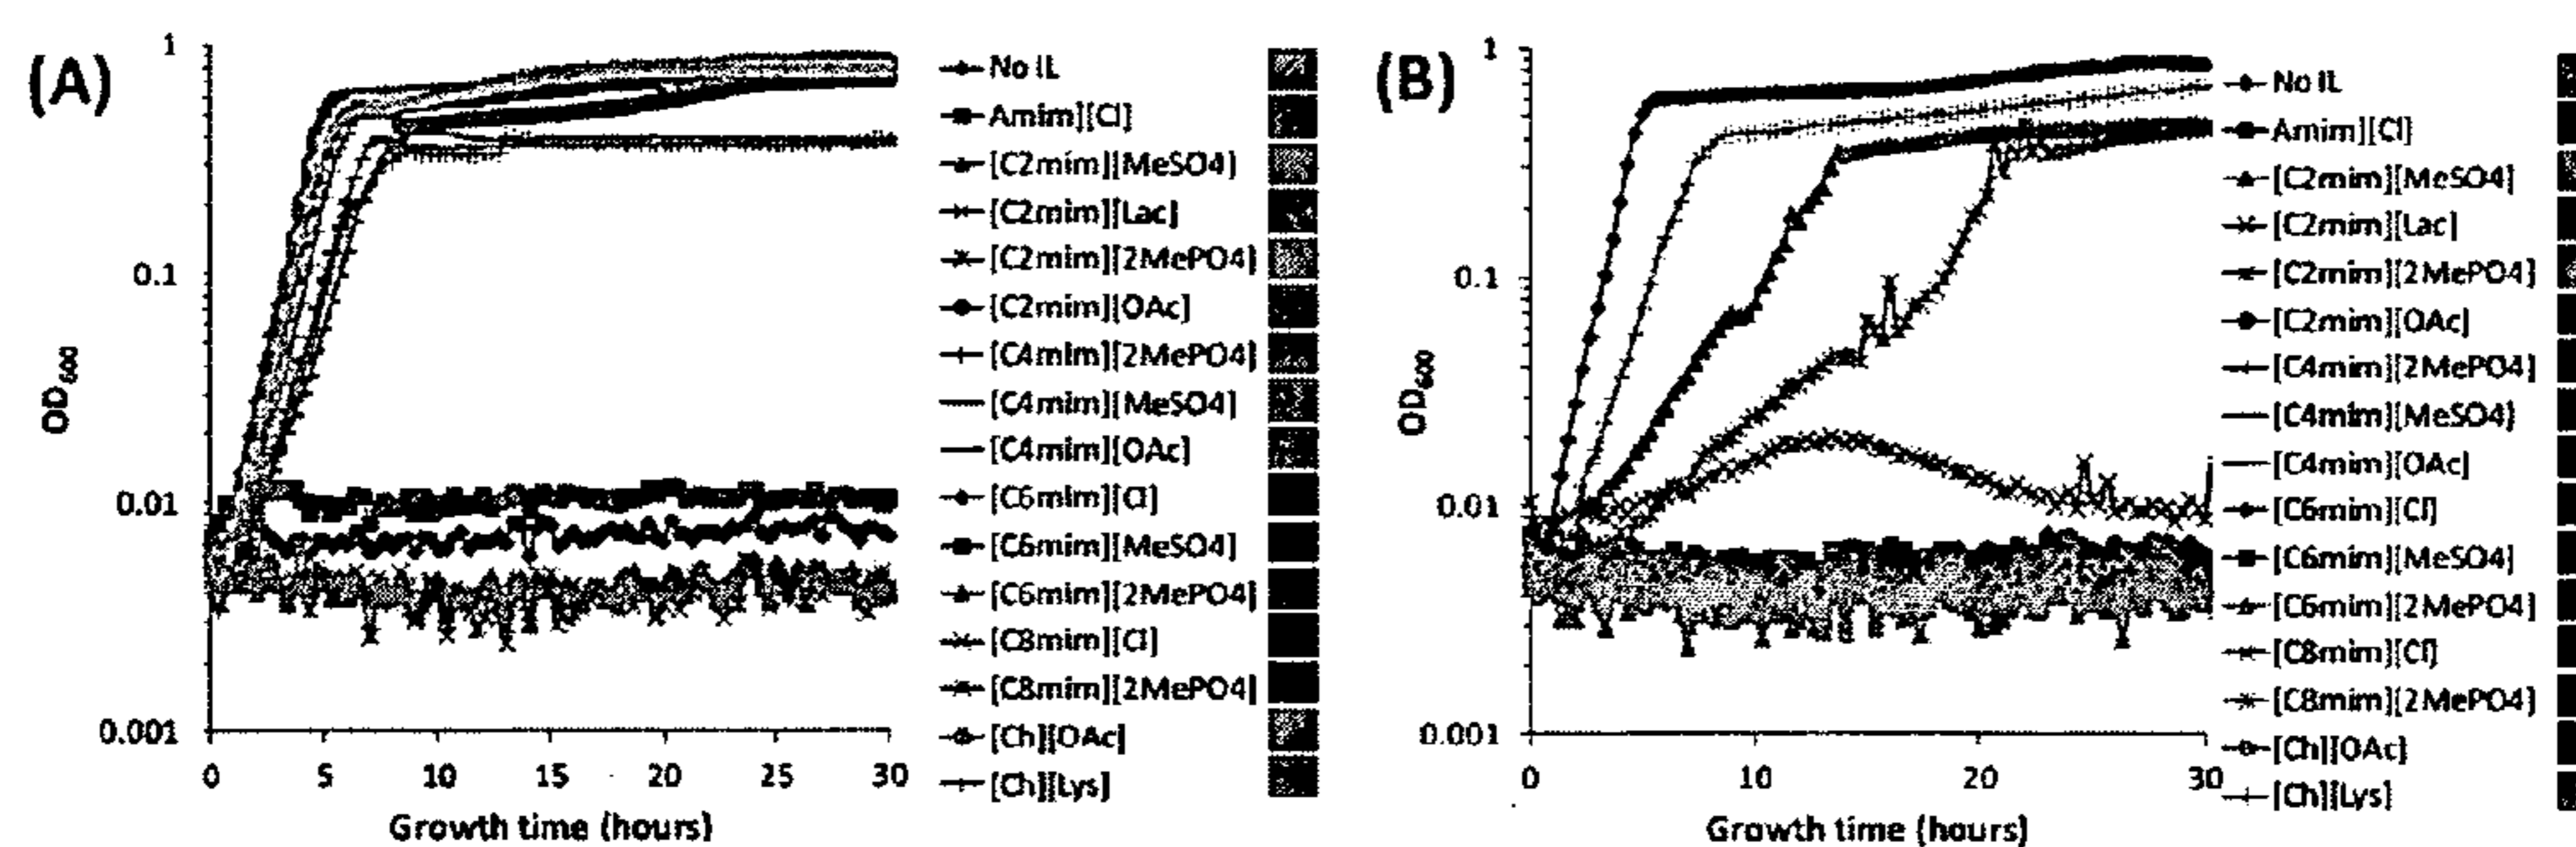 (A)
1
0.1
0.01
0.001
OD600
0 5 10 15 20 25 30
Growth time (hours)
No IL
Amim][Cl]
[C2mim][MeSO4]
[C2mim][Lac]
[C2mim][2MePO4]
[C2mim][OAc]
[C4mim][2MePO4]
[C4mim][MeSO4]
[C4mim][OAc]
[C6mim][Cl]
[C6mim][MeSO4]
[C6mim][2MePO4]
[C8mim][Cl]
[C8mim][2MePO4]
[Ch][OAc]
[Ch][Lys]
(B)
1
0.1
0.01
0.001
OD600
0 10 20 30
Growth time (hours)
No IL
Amim][Cl]
[C2mim][MeSO4]
[C2mim][Lac]
[C2mim][2MePO4]
[C2mim][OAc]
[C4mim][2MePO4]
[C4mim][MeSO4]
[C4mim][OAc]
[C6mim][Cl]
[C6mim][MeSO4]
[C6mim][2MePO4]
[C8mim][Cl]
[C8mim][2MePO4]
[Ch][OAc]
[Ch][Lys]